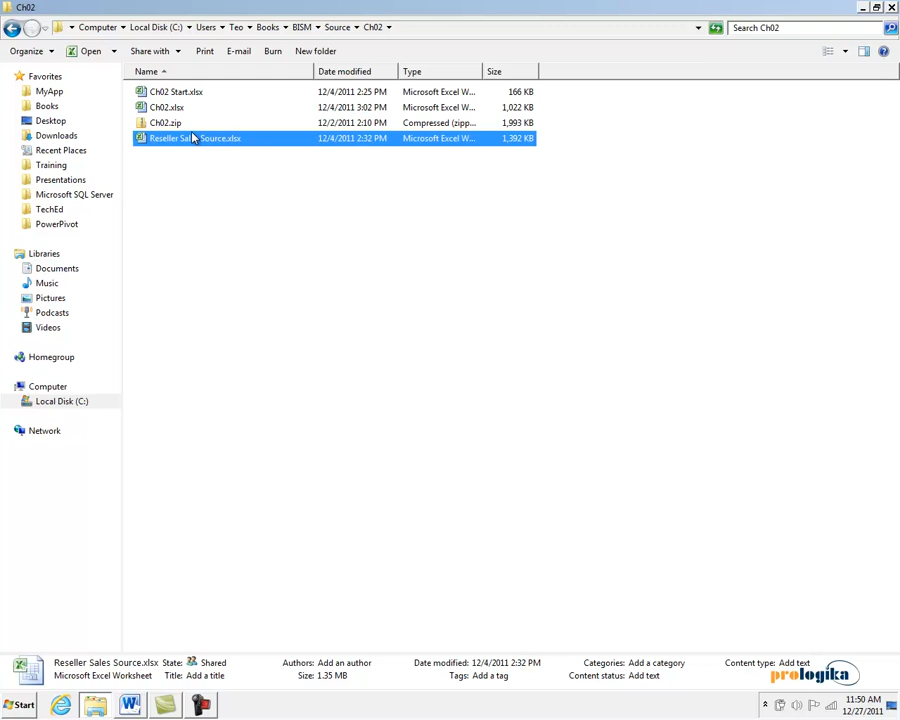 Ch02
Computer Local Disk (C:) Users Teo Books BISM Source Ch02
Search Ch02
Organize Open Share with Print E-mail Burn New folder
Name Date modified Type Size
Ch02 Start.xlsx 12/4/2011 2:25 PM Microsoft Excel W... 166 KB
Ch02.xlsx 12/4/2011 3:02 PM Microsoft Excel W... 1,022 KB
Ch02.zip 12/2/2011 2:10 PM Compressed (zipp... 1,993 KB
Reseller Sales Source.xlsx 12/4/2011 2:32 PM Microsoft Excel W... 1,392 KB
Favorites
MyApp
Books
Desktop
Downloads
Recent Places
Training
Presentations
Microsoft SQL Server
TechEd
PowerPivot
Libraries
Documents
Music
Pictures
Podcasts
Videos
Homegroup
Computer
Local Disk (C:)
Network
Reseller Sales Source.xlsx State: Shared Authors: Add an author Date modified: 12/4/2011 2:32 PM Categories: Add a category Content type: Add text
Microsoft Excel Worksheet Title: Add a title Size: 1.35 MB Tags: Add a tag Content status: Add text
prologika
Start
11:50 AM
12/27/2011